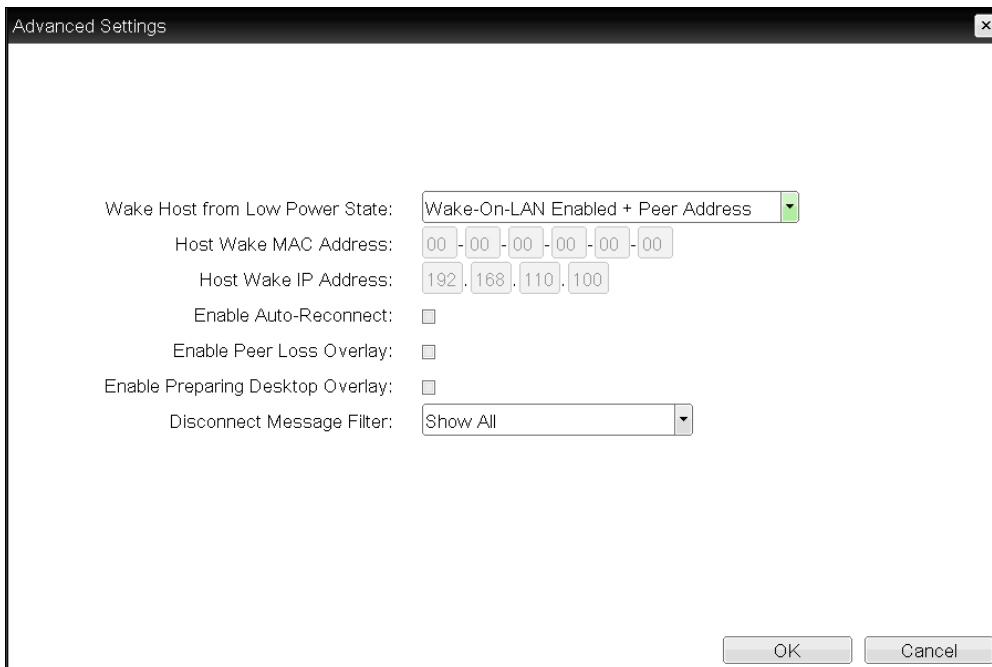 Advanced Settings
Wake Host from Low Power State: Wake-On-LAN Enabled + Peer Address
Host Wake MAC Address: 00 - 00 - 00 - 00 - 00 - 00
Host Wake IP Address: 192 . 168 . 110 . 100
Enable Auto-Reconnect:
Enable Peer Loss Overlay:
Enable Preparing Desktop Overlay:
Disconnect Message Filter: Show All
OK Cancel